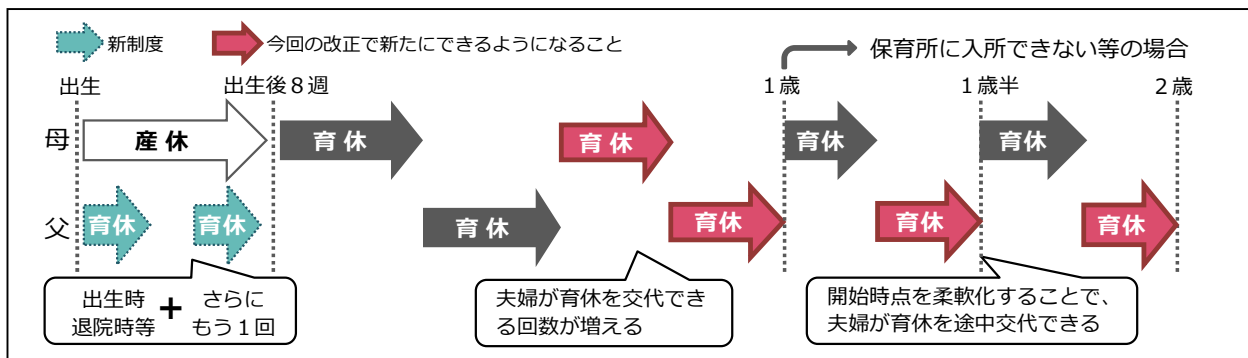 新制度
今回の改正で新たにできるようになること
保育所に入所できない等の場合
出生
出生後８週
１歳
１歳半
２歳
母
産 休
育 休
育 休
育休
育休
父
育休
育休
育 休
育休
育休
育休
出生時
退院時等
+
さらに
もう１回
夫婦が育休を交代でき
る回数が増える
開始時点を柔軟化することで、
夫婦が育休を途中交代できる